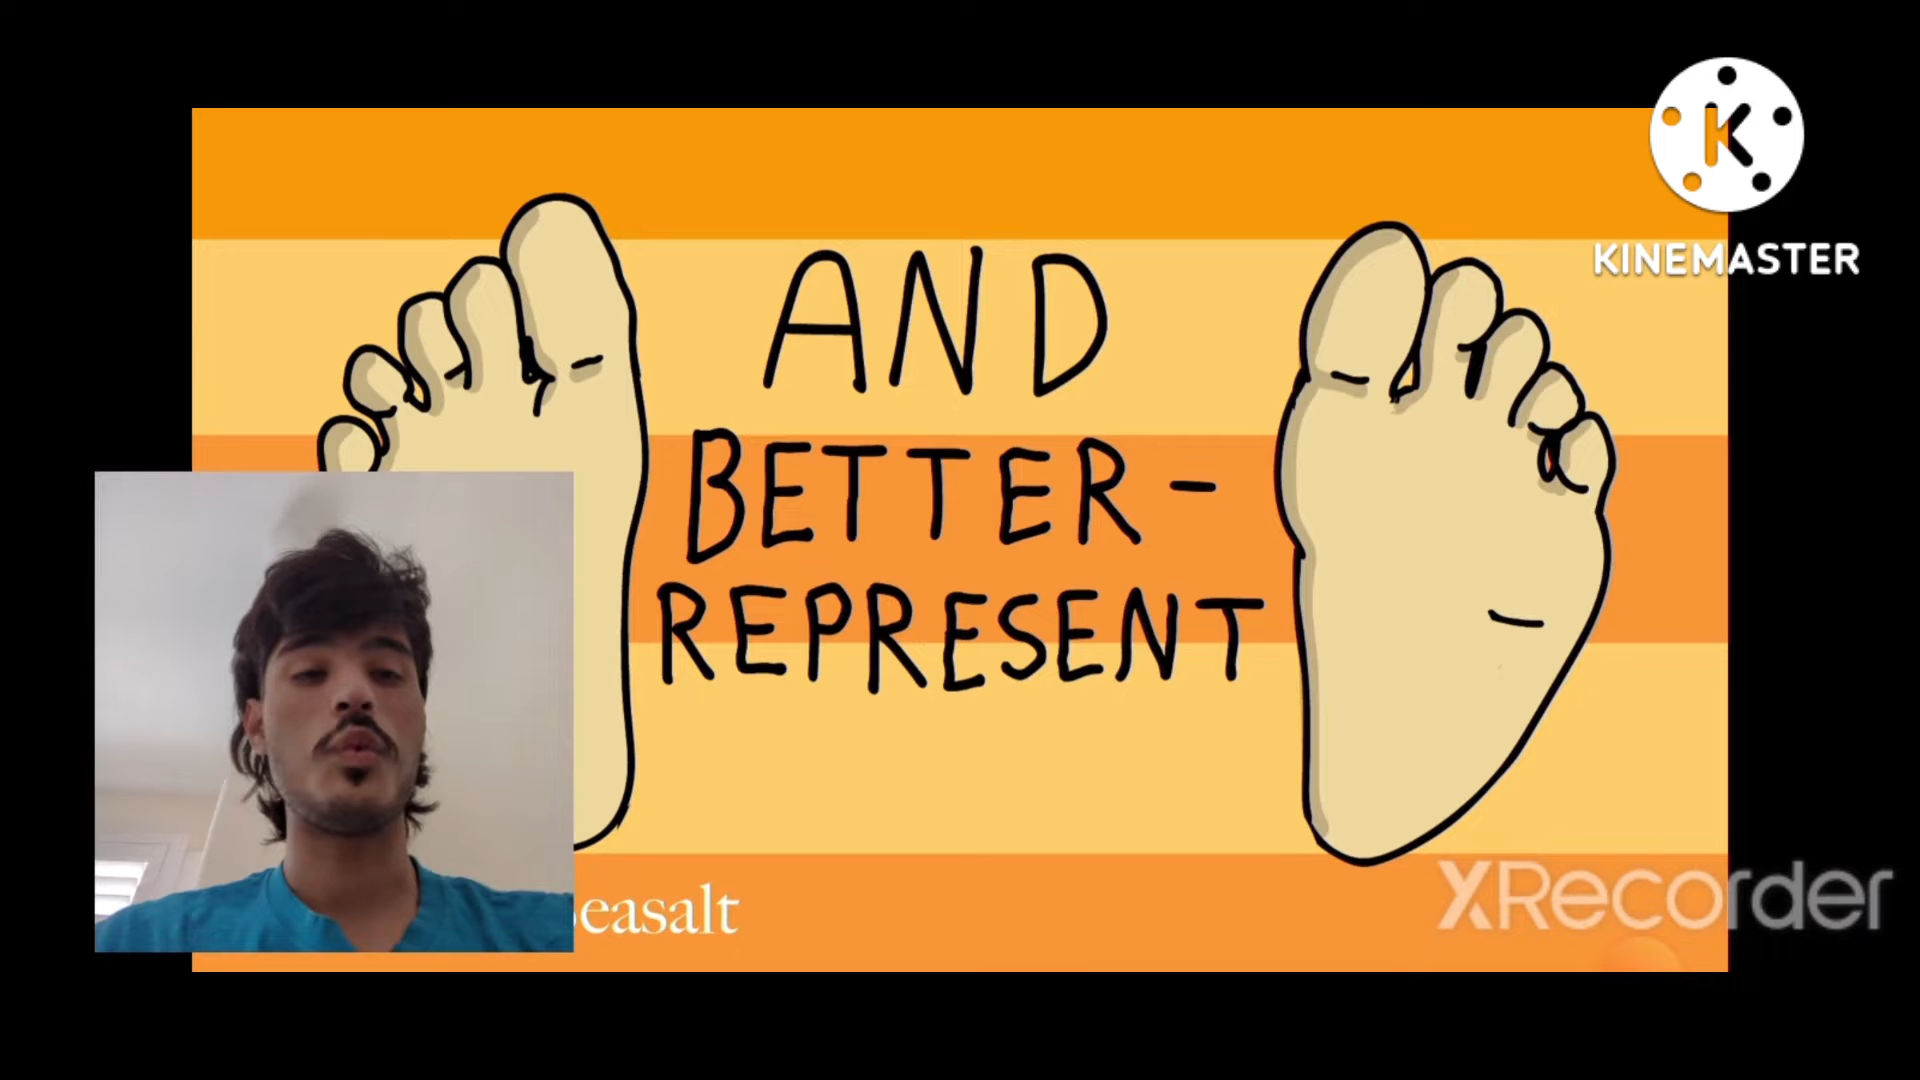 KINEMASTER
AND
BETTER-
REPRESENT
easalt
XRecorder